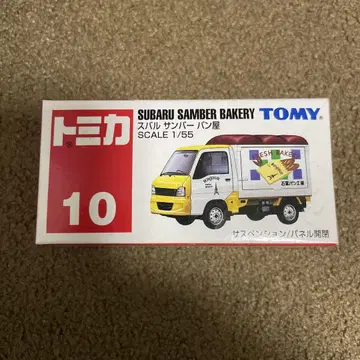 トミカ
10
SUBARU SAMBER BAKERY
TOMY
スバル サンバー パン屋
SCALE 1/55
サスペンション/パネル開閉